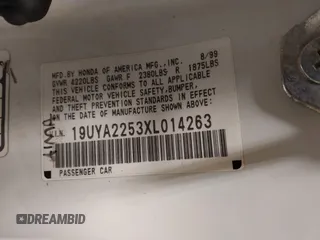 MFD.BY HONDA OF AMERICA MFG.,INC. 8/99
GVWR 4220LBS GAWR F 2380LBS R 1875LBS
THIS VEHICLE CONFORMS TO ALL APPLICABLE
FEDERAL MOTOR VEHICLE SAFETY,BUMPER,
AND THEFT PREVENTION STANDARDS IN EFFECT
ON THE DATE OF MANUFACTURE SHOWN ABOVE.
V.I.N. 19UYA2253XL014263
PASSENGER CAR
DREAMBID